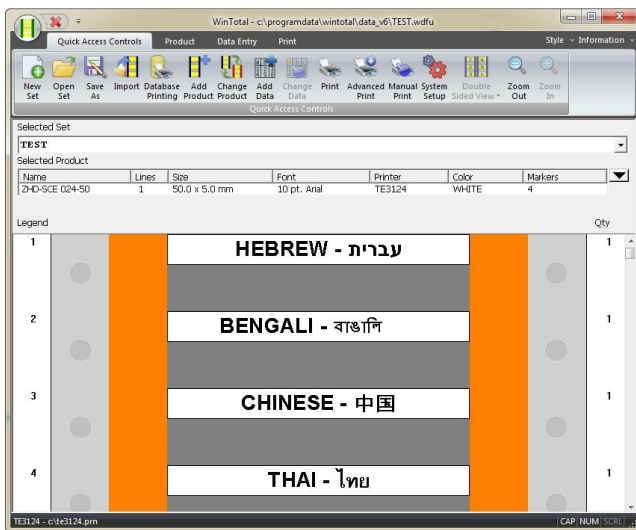 WinTotal - c:\programdata\wintotal\data_v6\TEST.wdfu
Quick Access Controls Product Data Entry Print Style Information
New Set Open Set Save As Import Database Printing Add Product Change Product Add Data Change Data Print Advanced Print Manual Print System Setup Double Sided View Zoom Out Zoom In
Quick Access Controls
Selected Set
TEST
Selected Product
Name Lines Size Font Printer Color Markers
ZHD-SCE 024-50 1 50.0 x 5.0 mm 10 pt. Arial TE3124 WHITE 4
Legend Qty
1 HEBREW - עברית 1
2 BENGALI - বাঙালি 1
3 CHINESE - 中国 1
4 THAI - ไทย 1
TE3124 - c:\te3124.prn CAP NUM SCRL